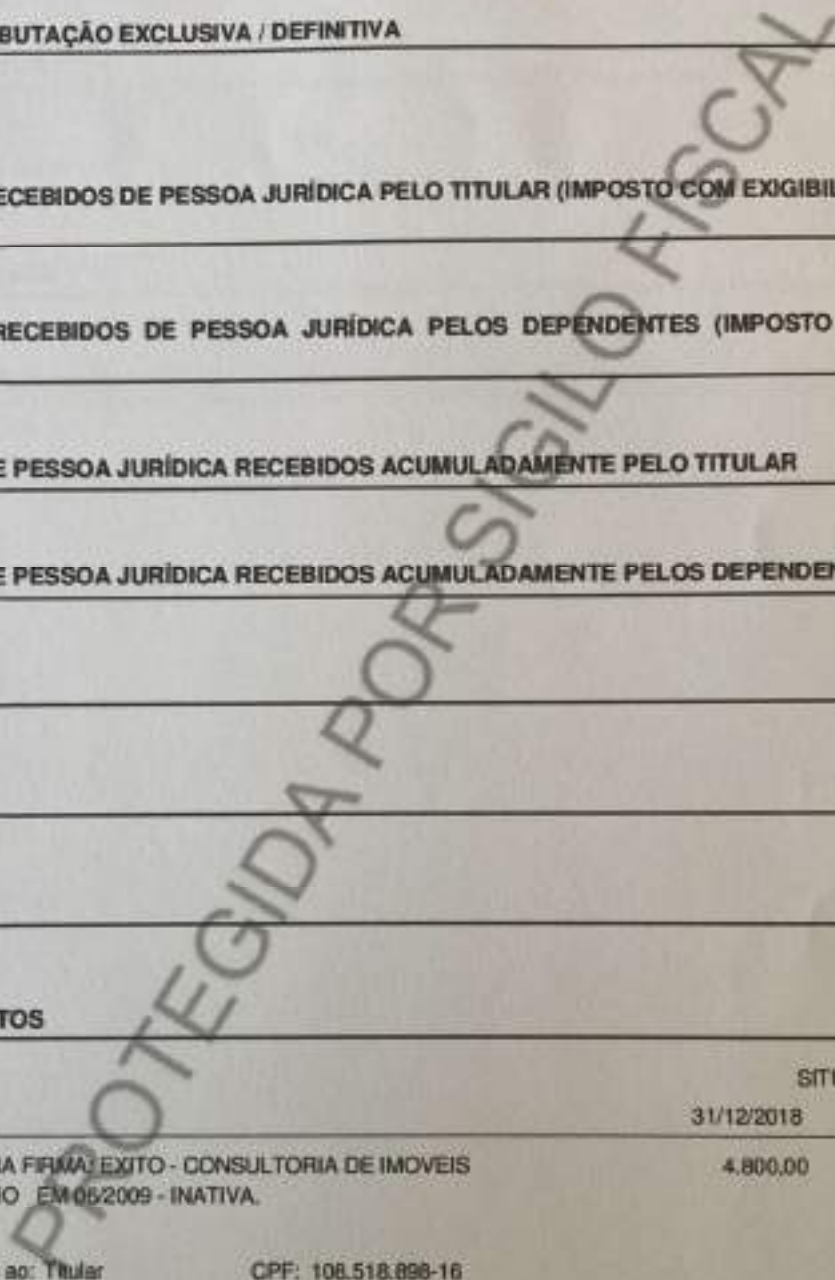 BUTAÇÃO EXCLUSIVA / DEFINITIVA
ECEBIDOS DE PESSOA JURÍDICA PELO TITULAR (IMPOSTO COM EXIGIBIL
RECEBIDOS DE PESSOA JURÍDICA PELOS DEPENDENTES (IMPOSTO
E PESSOA JURÍDICA RECEBIDOS ACUMULADAMENTE PELO TITULAR
E PESSOA JURÍDICA RECEBIDOS ACUMULADAMENTE PELOS DEPENDEN
TOS
SIT
31/12/2018
A FIRMA: EXITO - CONSULTORIA DE IMOVEIS 4.800,00
O EM 06/2009 - INATIVA.
ao: Titular CPF: 106.518.898-16
PROTEGIDA POR SIGILO FISCAL